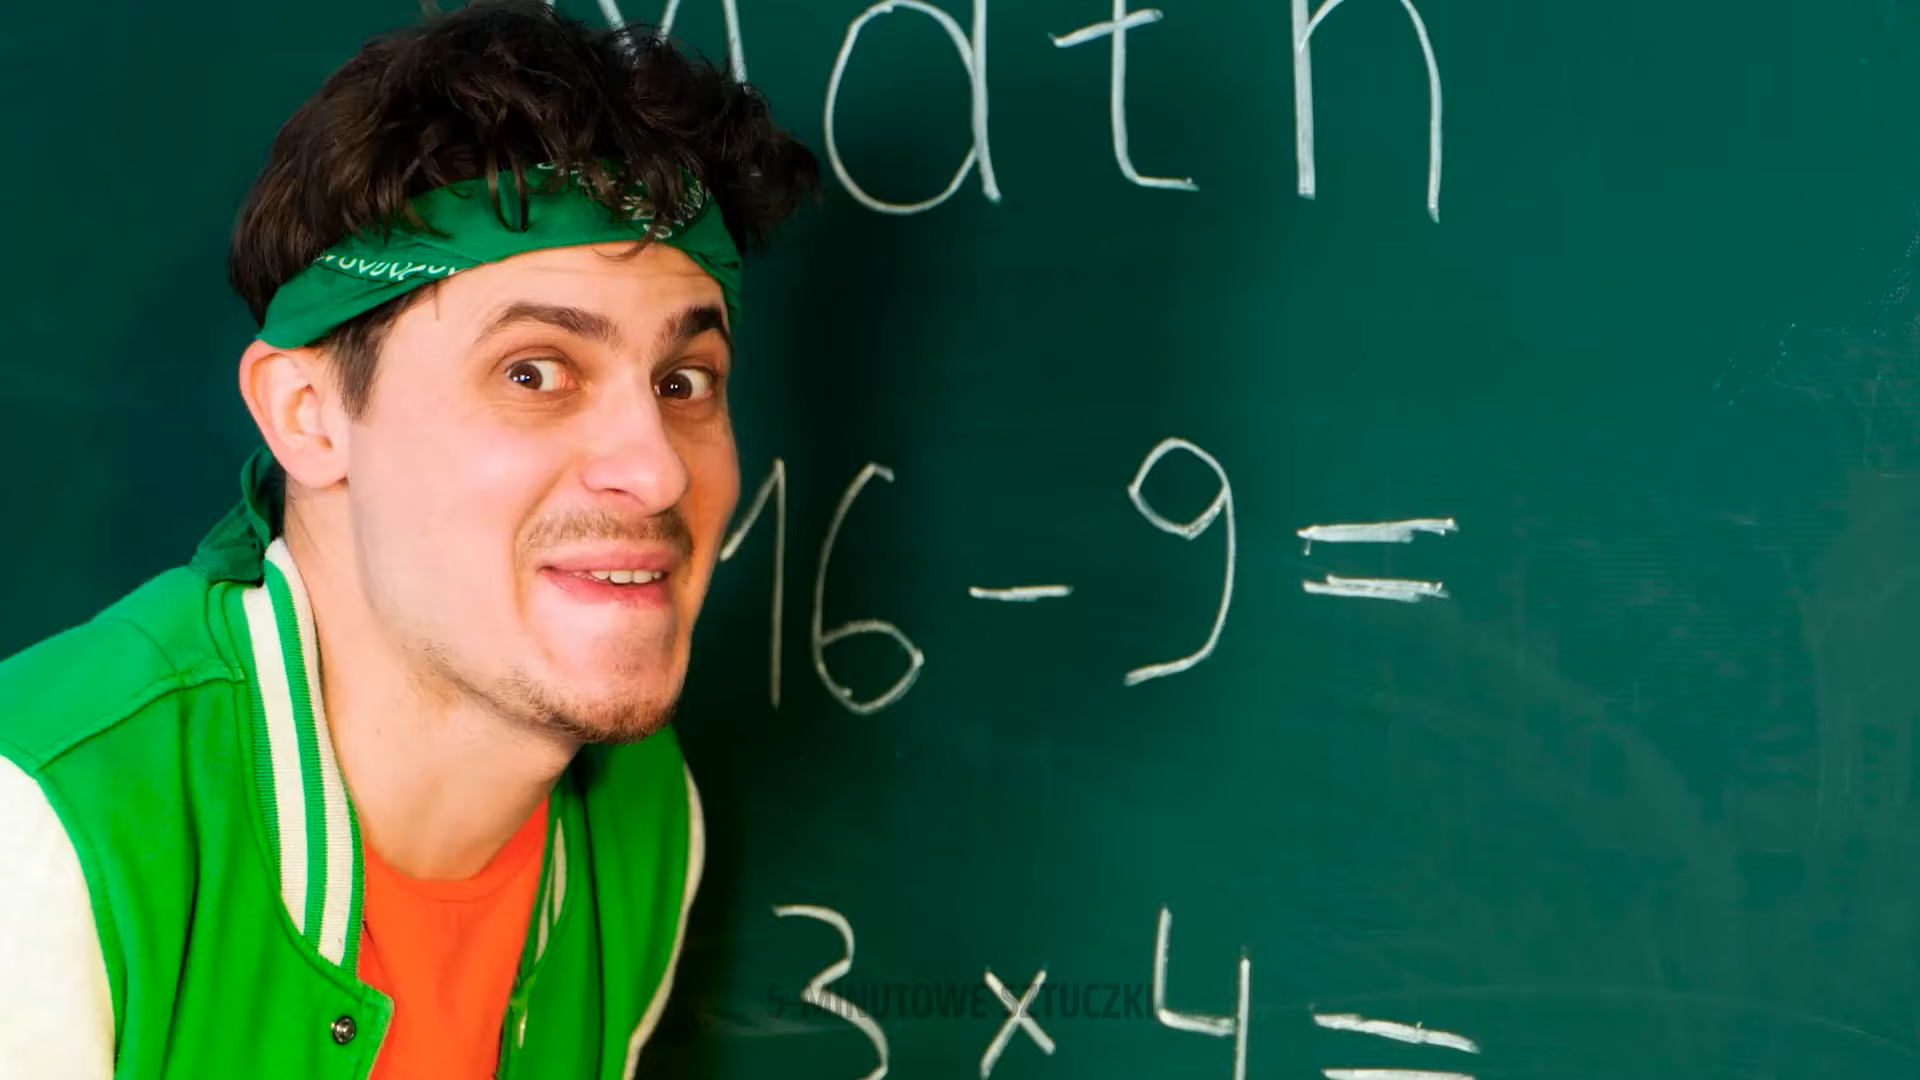 Math
16 - 9 =
3 x 4 =
5-MINUTOWE SZTUCZKI